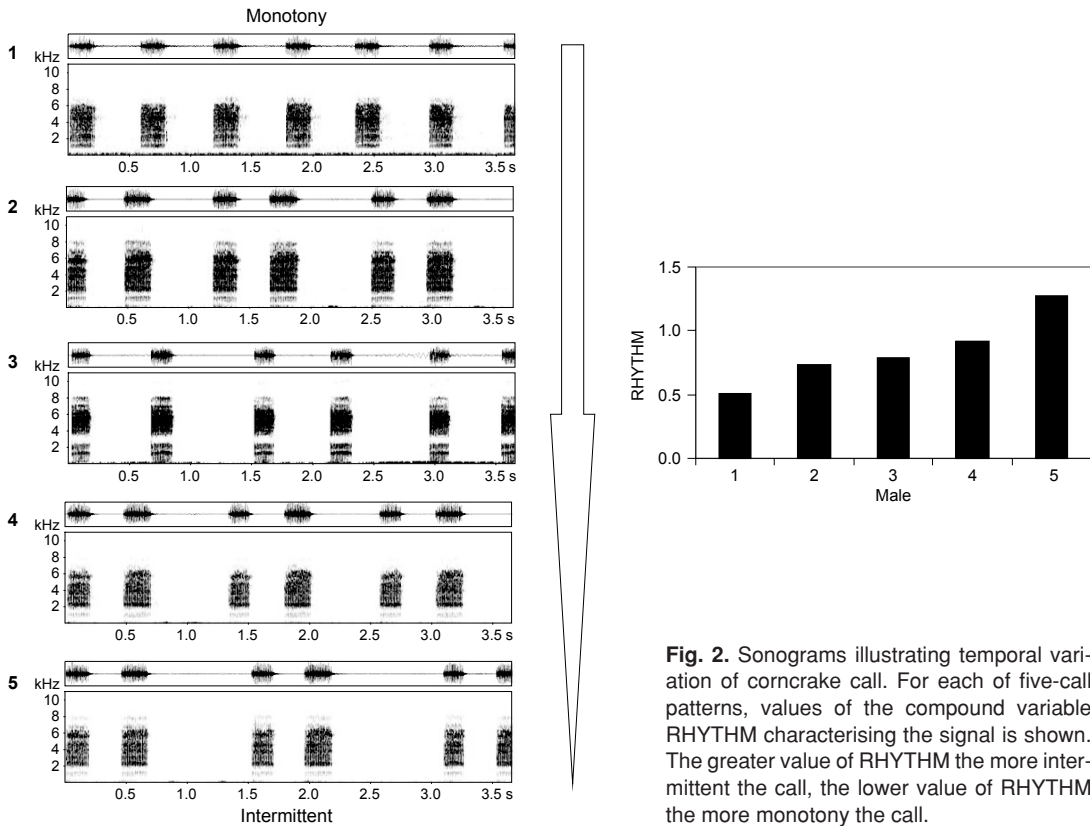 Monotony
1 kHz
10
8
6
4
2
0.5 1.0 1.5 2.0 2.5 3.0 3.5 s
2 kHz
10
8
6
4
2
0.5 1.0 1.5 2.0 2.5 3.0 3.5 s
3 kHz
10
8
6
4
2
0.5 1.0 1.5 2.0 2.5 3.0 3.5 s
4 kHz
10
8
6
4
2
0.5 1.0 1.5 2.0 2.5 3.0 3.5 s
5 kHz
10
8
6
4
2
0.5 1.0 1.5 2.0 2.5 3.0 3.5 s
Intermittent
RHYTHM
1.5
1.0
0.5
0.0
1 2 3 4 5
Male
Fig. 2. Sonograms illustrating temporal vari-
ation of corncrake call. For each of five-call
patterns, values of the compound variable
RHYTHM characterising the signal is shown.
The greater value of RHYTHM the more inter-
mittent the call, the lower value of RHYTHM
the more monotony the call.